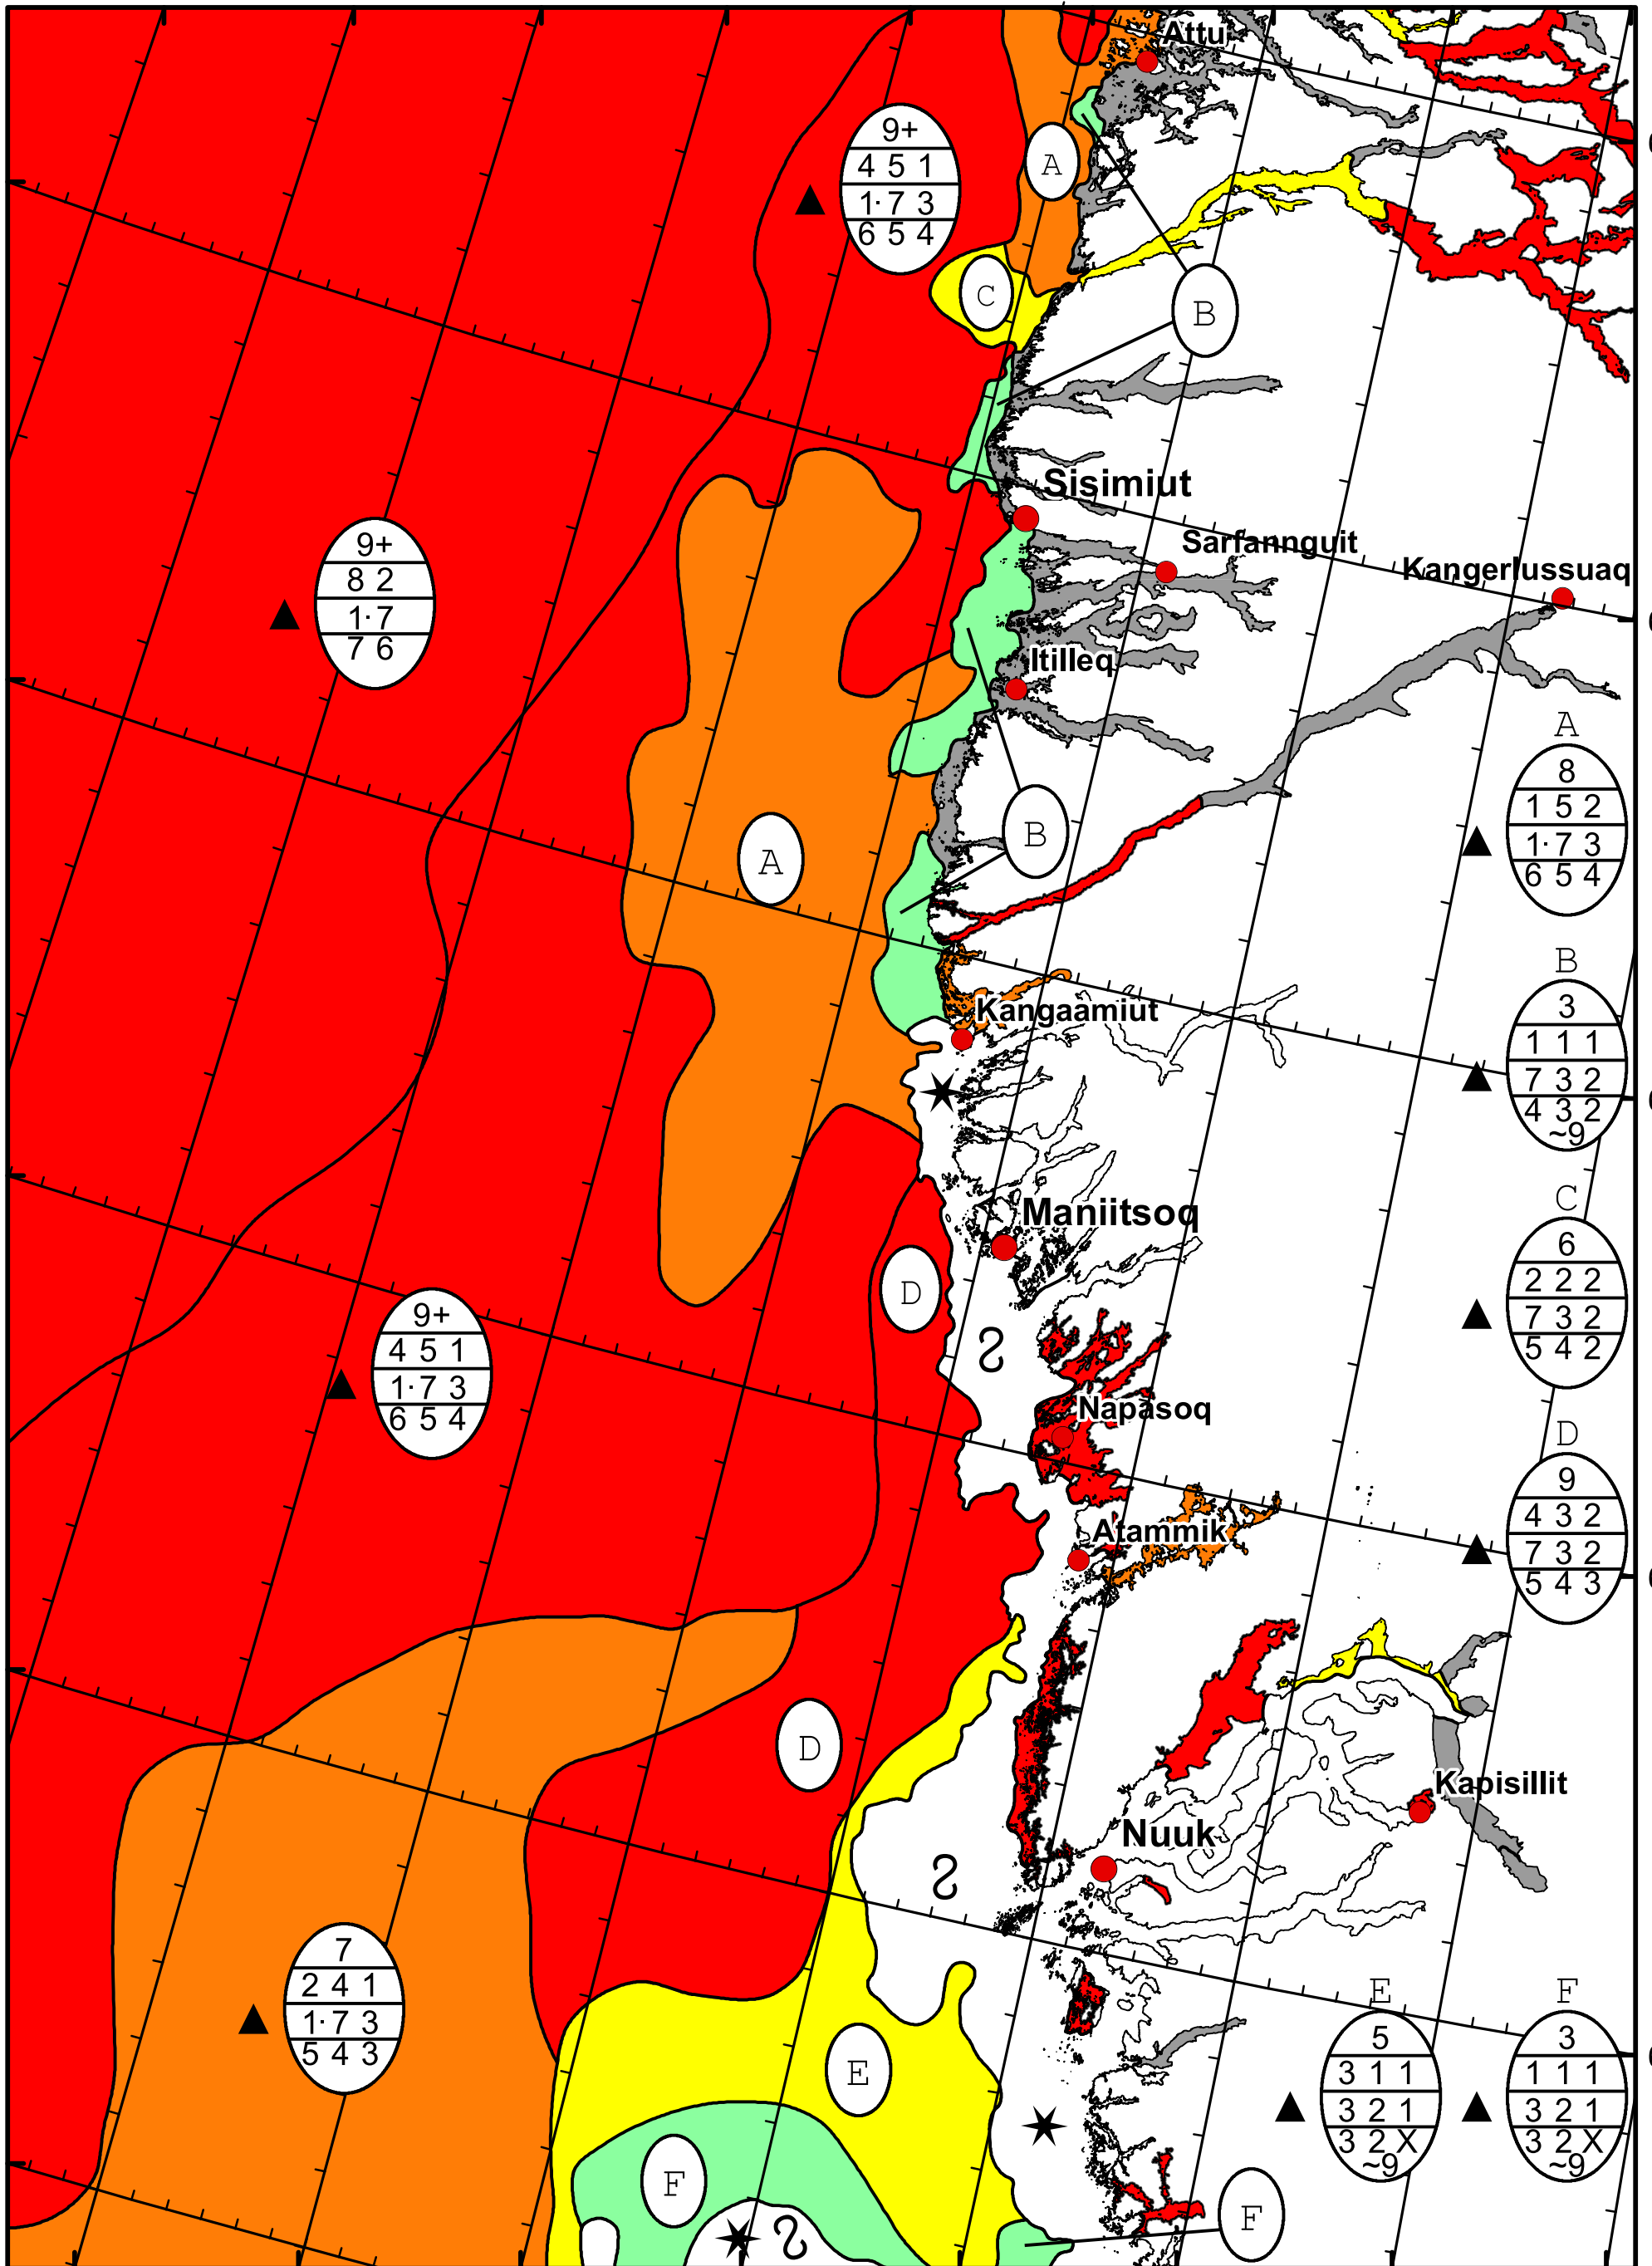 Attu
9+
4 5 1
1· 7 3
6 5 4
A
C
B
Sisimiut
9+
8 2
1· 7
7 6
Sarfannguit
Kangerlussuaq
Itilleq
A
8
1 5 2
1· 7 3
6 5 4
B
A
B
3
1 1 1
7 3 2
4 3 2
~9
Kangaamiut
C
6
2 2 2
7 3 2
5 4 2
Maniitsoq
D
9+
4 5 1
1· 7 3
6 5 4
Napasoq
D
9
4 3 2
7 3 2
5 4 3
Atammik
D
Kapisillit
Nuuk
7
2 4 1
1· 7 3
5 4 3
E
5
3 1 1
3 2 1
3 2 X
~9
F
3
1 1 1
3 2 1
3 2 X
~9
E
F
F